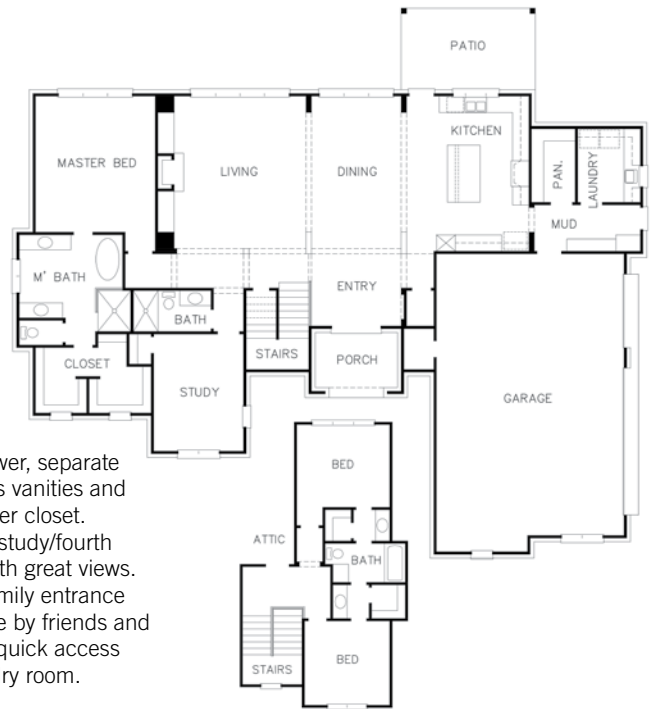 PATIO
KITCHEN
MASTER BED
LIVING
DINING
PAN.
LAUNDRY
MUD
M' BATH
ENTRY
BATH
STAIRS
PORCH
CLOSET
STUDY
GARAGE
wer, separate
s vanities and
er closet.
study/fourth
th great views.
mily entrance
e by friends and
quick access
ry room.
BED
ATTIC
BATH
STAIRS
BED